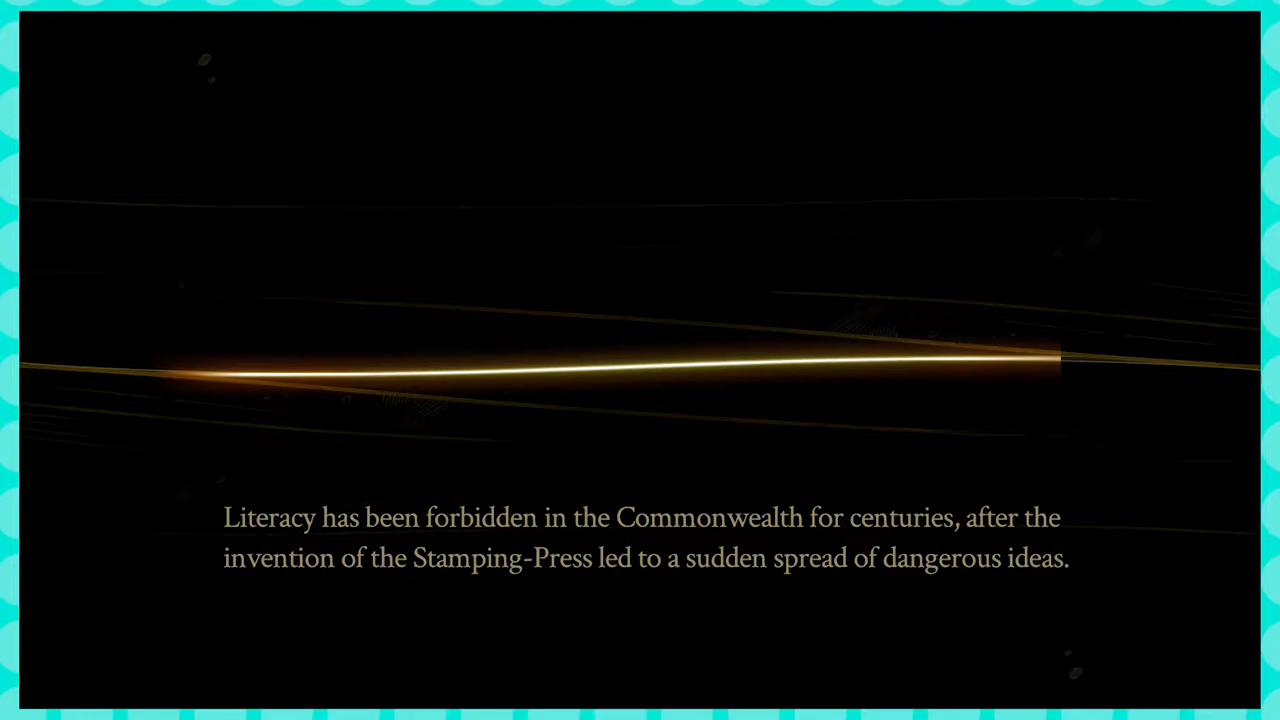 Literacy has been forbidden in the Commonwealth for centuries, after the
invention of the Stamping-Press led to a sudden spread of dangerous ideas.